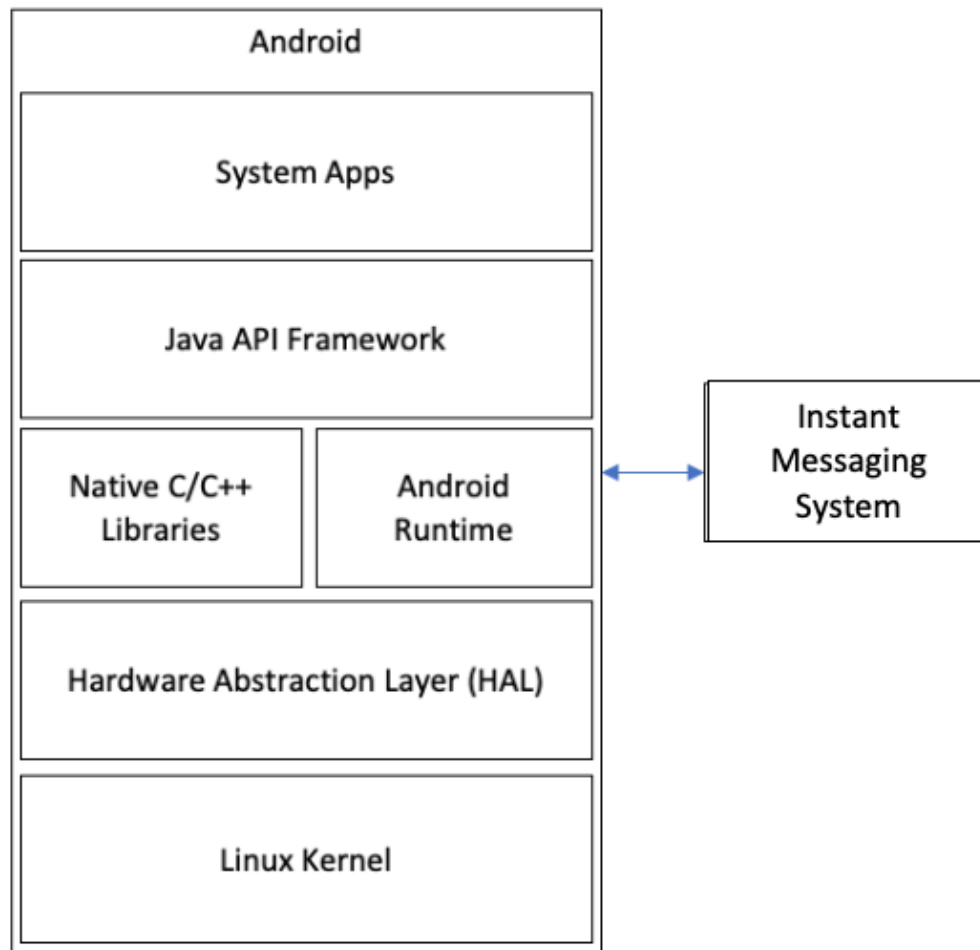 Android
System Apps
Java API Framework
Native C/C++
Libraries
Android
Runtime
Instant
Messaging
System
Hardware Abstraction Layer (HAL)
Linux Kernel